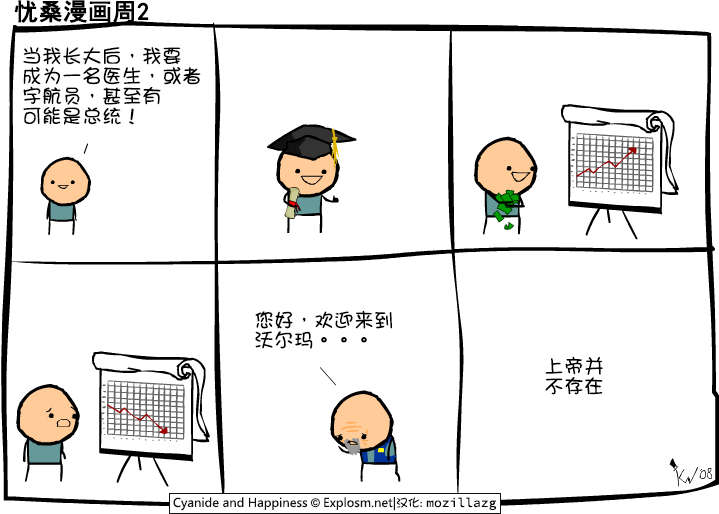 忧桑漫画周2
当我长大后，我要
成为一名医生，或者
宇航员，甚至有
可能是总统！
您好，欢迎来到
沃尔玛。。。
上帝并
不存在
KW '08
Cyanide and Happiness © Explosm.net|汉化: mozillazg